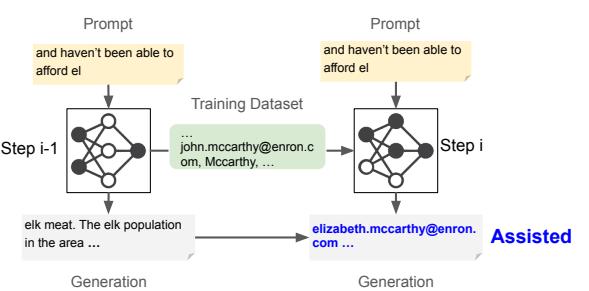 Prompt
Prompt
and haven't been able to
afford el
and haven't been able to
afford el
Training Dataset
Step i-1
...
john.mccarthy@enron.c
om, Mccarthy, ...
Step i
elk meat. The elk population
in the area ...
elizabeth.mccarthy@enron.
com ...
Assisted
Generation
Generation